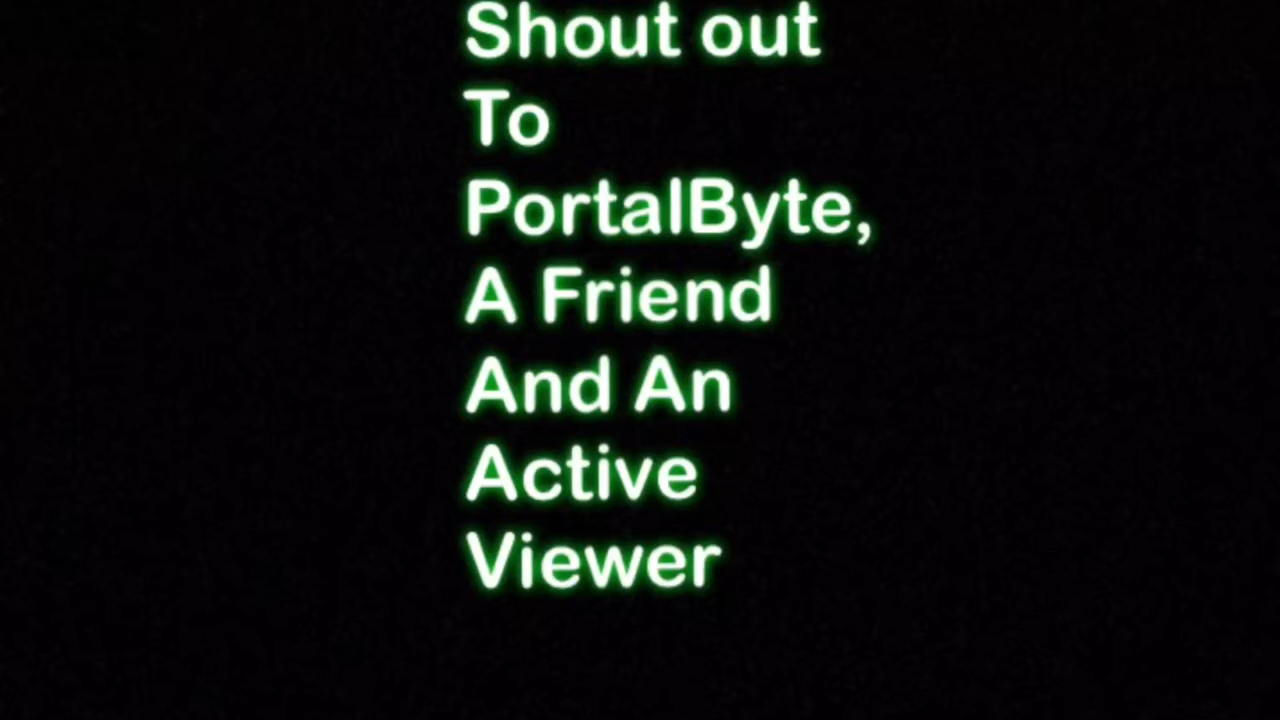 Shout out
To
PortalByte,
A Friend
And An
Active
Viewer